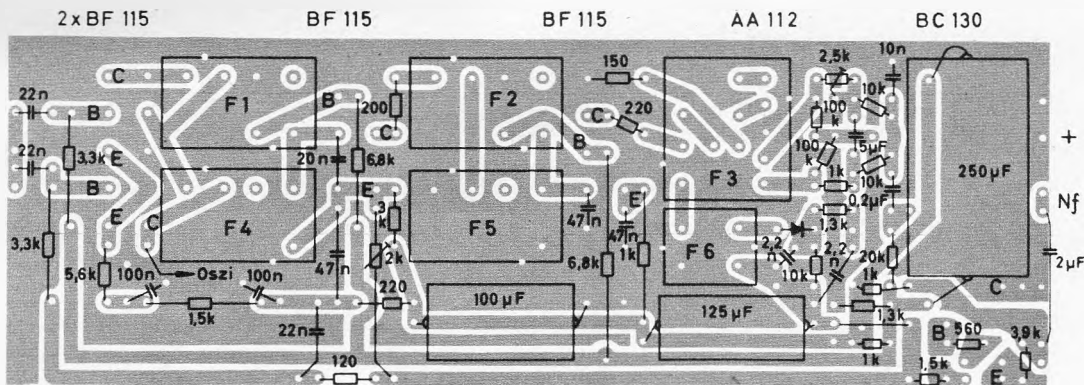 2 x BF 115 BF 115 BF 115 AA 112 BC 130
10n
C F1 B 200 F2 150 2,5k
22n 220 10k
B C C 100 k
B 5µF +
3,3k E 20n 6,8k 100 k 250µF
22n 1k 10k
B E E F3 0,2µF Nf
E F4 3 k F5 47n 1,3k
C 47n F6
3,3k 47n 2k 6,8k 1k 2,2 n 2,2 n 20k 2µF
5,6k 100n Oszi 100n 10k 1k C
220 100µF 125µF 1,3k
1,5k
22n B 560 3,9k
1k
120 1,5k E